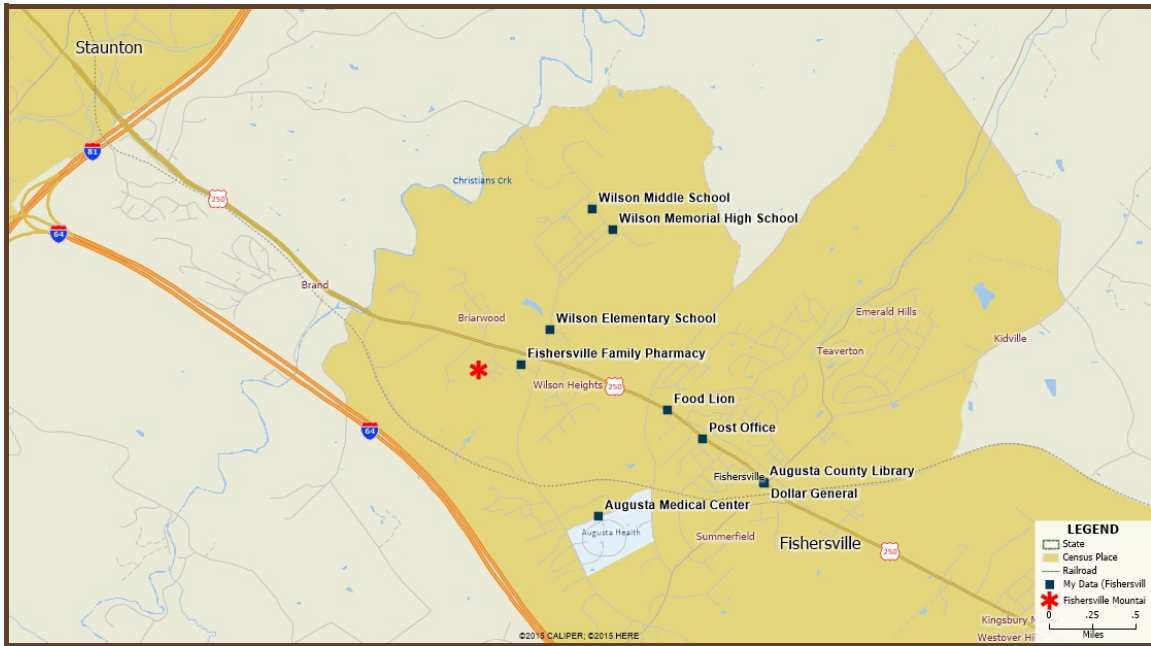 Staunton
81
250
Christians Crk
Wilson Middle School
Wilson Memorial High School
64
Brand
Briarwood
Wilson Elementary School
Emerald Hills
Kidville
Teaverton
Fishersville Family Pharmacy
Wilson Heights
250
Food Lion
64
Post Office
Fishersville
Augusta County Library
Dollar General
Augusta Medical Center
Augusta Health
Summerfield
Fishersville
250
LEGEND
State
Census Place
Railroad
My Data (Fishersvill
Fishersville Mountai
0 .25 .5
Miles
Kingsbury
Westover
©2015 CALIPER; ©2015 HERE